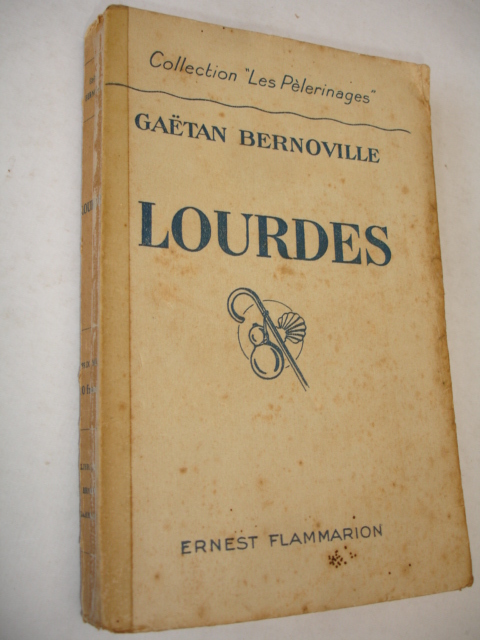 Collection "Les Pèlerinages"
GAËTAN BERNOVILLE
LOURDES
ERNEST FLAMMARION